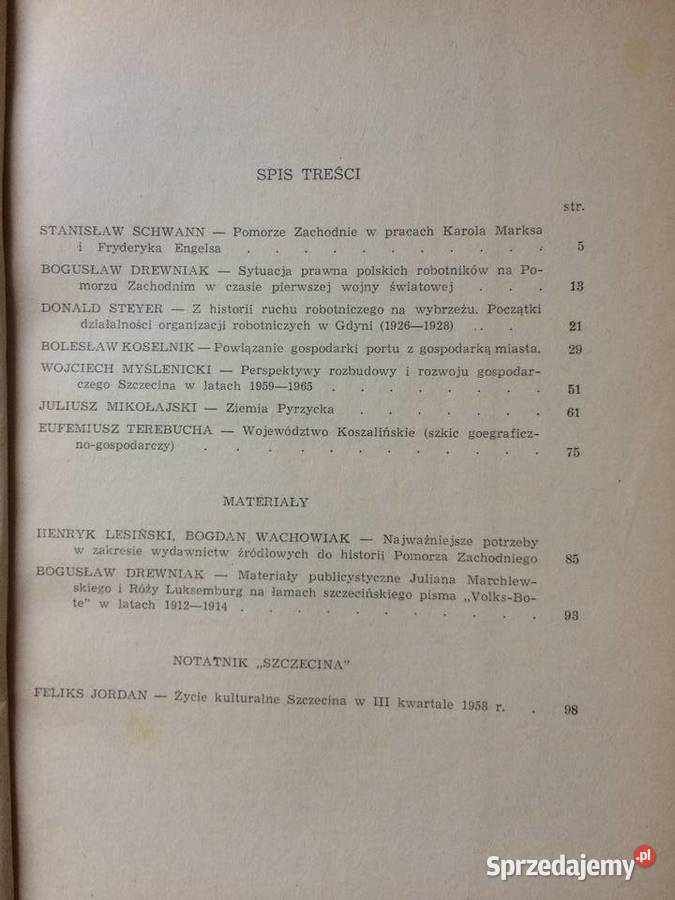 SPIS TREŚCI
str.
STANISŁAW SCHWANN — Pomorze Zachodnie w pracach Karola Marksa
i Fryderyka Engelsa . . . . . . . . . . . 5
BOGUSŁAW DREWNIAK — Sytuacja prawna polskich robotników na Po-
morzu Zachodnim w czasie pierwszej wojny światowej . . . 13
DONALD STEYER — Z historii ruchu robotniczego na wybrzeżu. Początki
działalności organizacji robotniczych w Gdyni (1926—1928) .. . 21
BOLESŁAW KOSELNIK — Powiązanie gospodarki portu z gospodarką miasta. 29
WOJCIECH MYŚLENICKI — Perspektywy rozbudowy i rozwoju gospodar-
czego Szczecina w latach 1959—1965 . . . . . . . . 51
JULIUSZ MIKOŁAJSKI — Ziemia Pyrzycka . . . . . . . 61
EUFEMIUSZ TEREBUCHA — Województwo Koszalińskie (szkic goegraficz-
no-gospodarczy) . . . . . . . . . . . . . 75
MATERIAŁY
HENRYK LESIŃSKI, BOGDAN WACHOWIAK — Najważniejsze potrzeby
w zakresie wydawnictw źródłowych do historii Pomorza Zachodniego 85
BOGUSŁAW DREWNIAK — Materiały publicystyczne Juliana Marchlew-
skiego i Róży Luksemburg na łamach szczecińskiego pisma „Volks-Bo-
te" w latach 1912—1914 . . . . . . . . . . . 93
NOTATNIK „SZCZECINA"
FELIKS JORDAN — Życie kulturalne Szczecina w III kwartale 1958 r. . 98
Sprzedajemy.pl